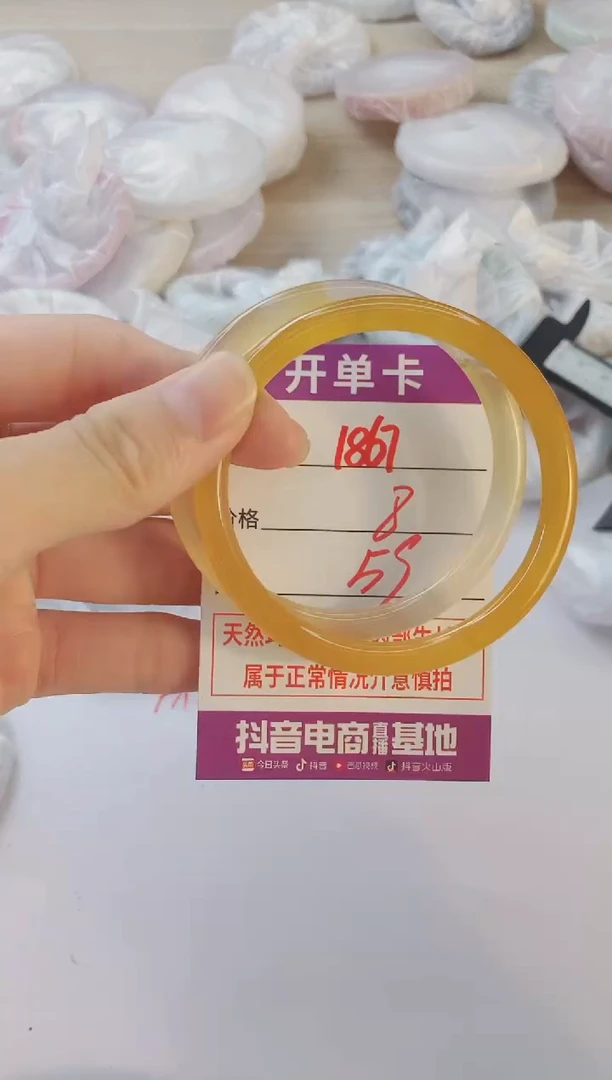 开单卡
1867
价格 8
59
天然
属于正常情况介意慎拍
抖音电商直播基地
今日头条 抖音 西瓜视频 抖音火山版